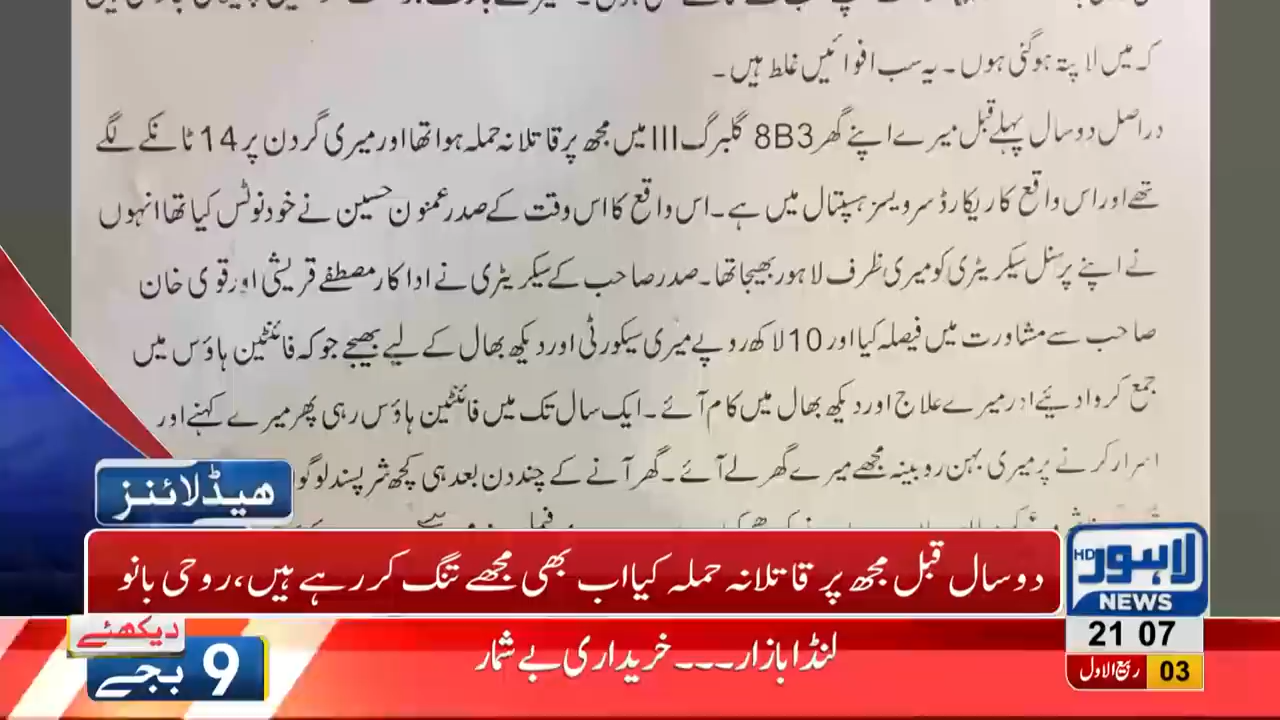 کہ میں لاپتہ ہوگئی ہوں۔ یہ سب افوائیں غلط ہیں۔
دراصل دو سال پہلے قبل میرے اپنے گھر 8B3 گلبرگ III میں مجھ پر قاتلانہ حملہ ہوا تھا اور میری گردن پر 14 ٹانکے لگے
تھے اور اس واقع کا ریکارڈ سرویسز ہسپتال میں ہے۔ اس واقع کا اس وقت کے صدر عمنون حسین نے خود نوٹس کیا تھا انہوں
نے اپنے پرسنل سیکریٹری کو میری طرف لاہور بھیجا تھا۔ صدر صاحب کے سیکریٹری نے اداکار مصطفے قریشی اور قوی خان
صاحب سے مشاورت میں فیصلہ کیا اور 10 لاکھ روپے میری سیکورٹی اور دیکھ بھال کے لیے بھیجے جو کہ فائنٹین ہاؤس میں
جمع کروا دئیے اور میرے علاج اور دیکھ بھال میں کام آئے۔ ایک سال تک میں فائنٹین ہاؤس رہی پھر میرے کہنے اور
اسرار کرنے پر میری بہن روبینہ مجھے میرے گھر لے آئے۔ گھر آنے کے چند دن بعد ہی کچھ شرپسند لوگوں
ھیڈلائنز
دو سال قبل مجھ پر قاتلانہ حملہ کیا اب بھی مجھے تنگ کر رہے ہیں، روحی بانو
لاہور HD
NEWS
دیکھئے
9 بجے
لنڈا بازار۔۔۔خریداری بے شمار
21 07
03 ربیع الاول